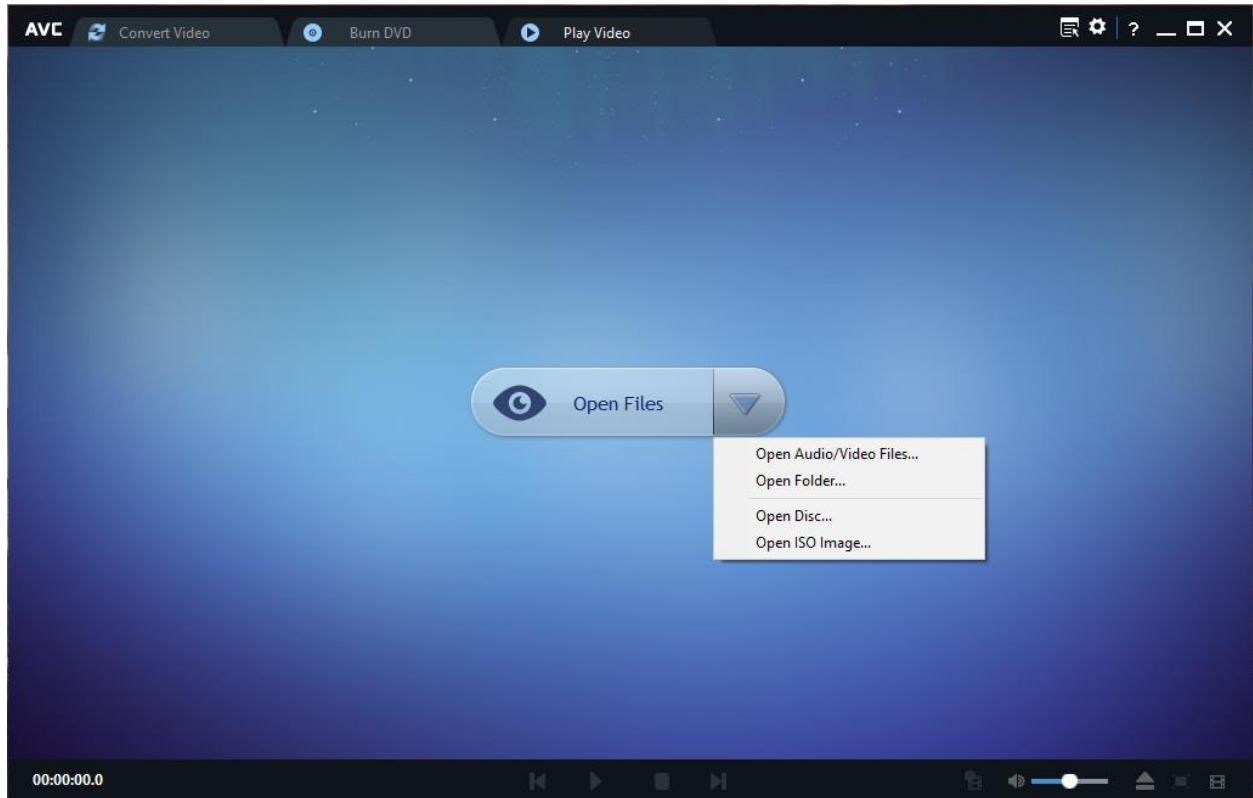 AVC Convert Video Burn DVD Play Video ?
Open Files
Open Audio/Video Files...
Open Folder...
Open Disc...
Open ISO Image...
00:00:00.0